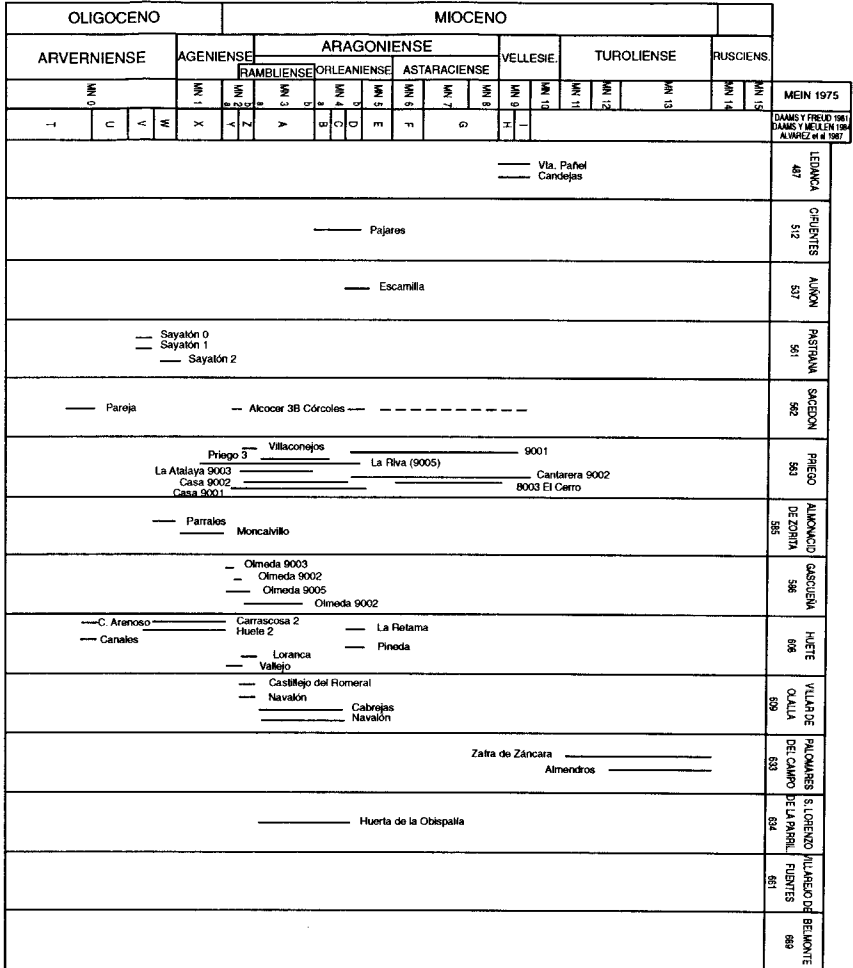 OLIGOCENO
MIOCENO
ARVERNIENSE
AGENIENSE
ARAGONIENSE
VELLESIE.
TUROLIENSE
RUSCIENS.
RAMBLIENSE
ORLEANIENSE
ASTARACIENSE
MN 0
MN 1
MN 2
a
b
MN 3
a
b
MN 4
a
b
MN 5
MN 6
MN 7
MN 8
MN 9
MN 10
MN 11
MN 12
MN 13
MN 14
MN 15
MEIN 1975
T
U
V
W
X
Y
Z
A
B
C
D
E
F
G
H
I
DAAMS Y FREUD 1981
DAAMS Y MEULEN 1984
ALVAREZ et al 1987
Vta. Pañel
Candejas
LEDANCA
487
Pajares
CIFUENTES
512
Escamilla
AUÑON
537
Sayatón 0
Sayatón 1
Sayatón 2
PASTRANA
561
Pareja
Alcocer 3B Córcoles
SACEDON
562
Villaconejos
9001
Priego 3
La Riva (9005)
La Atalaya 9003
Cantarera 9002
Casa 9002
8003 El Cerro
Casa 9001
PRIEGO
563
Parrales
Moncalvillo
ALMONACID
DE ZORITA
585
Olmeda 9003
Olmeda 9002
Olmeda 9005
Olmeda 9002
GASCUEÑA
586
C. Arenoso
Carrascosa 2
Huete 2
La Retama
Canales
Pineda
Loranca
Vallejo
HUETE
608
Castillejo del Romeral
Navalón
Cabrejas
Navalón
VILLAR DE
OLALLA
609
Zafra de Záncara
Almendros
PALOMARES
DEL CAMPO
633
Huerta de la Obispalía
S. LORENZO
DE LA PARRIL.
634
VILLAREJO DE
FUENTES
661
BELMONTE
689